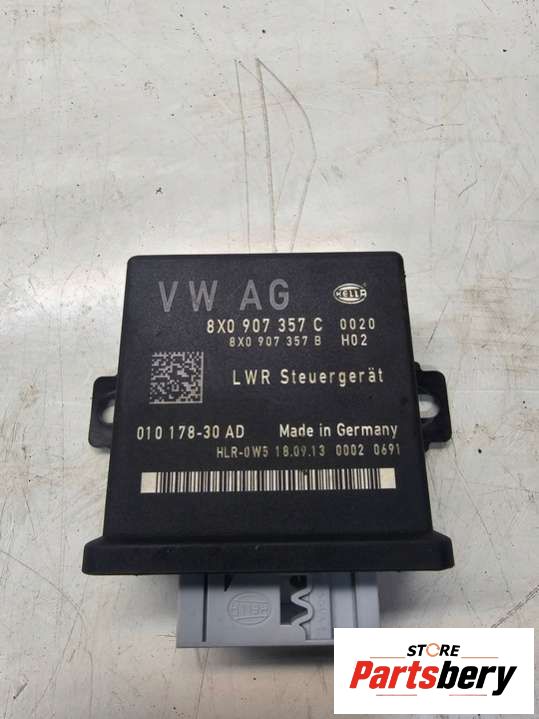 VW AG
HELLA
8X0 907 357 C 0020
8X0 907 357 B H02
LWR Steuergerät
010 178-30 AD Made in Germany
HLR-0W5 18.09.13 0002 0691
HELLA
STORE
Partsbery